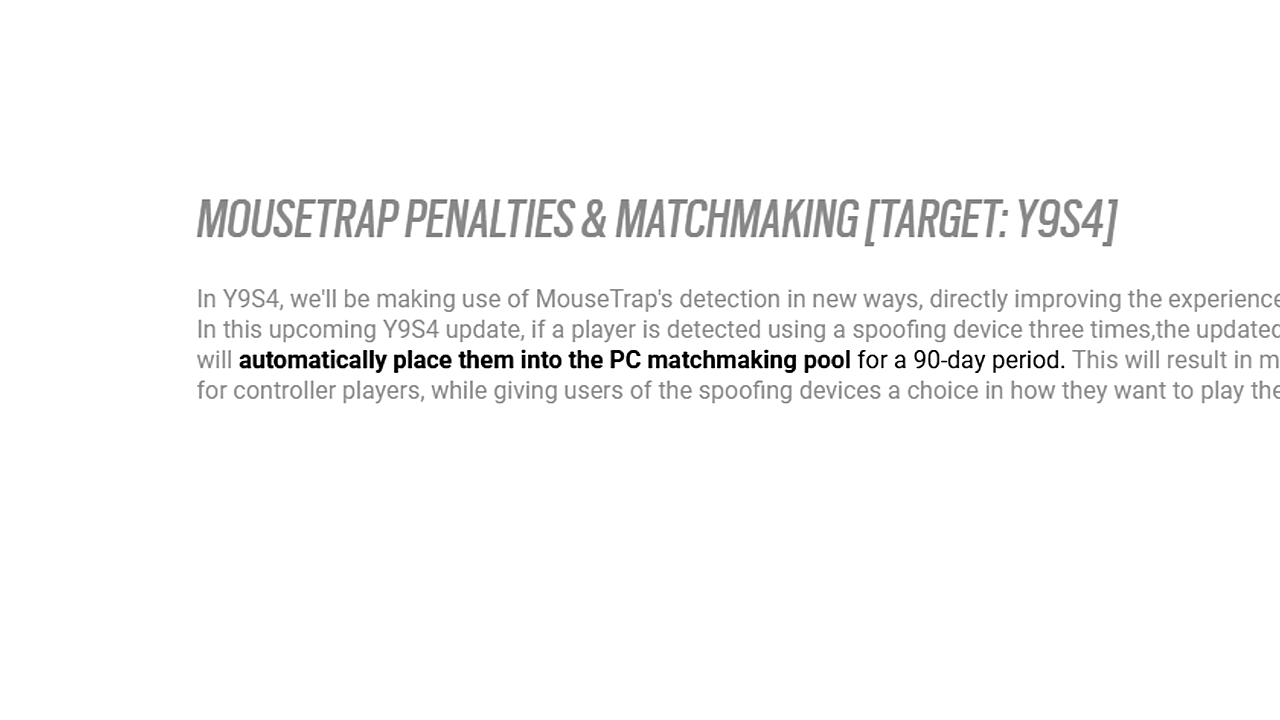 MOUSETRAP PENALTIES & MATCHMAKING [TARGET: Y9S4]
In Y9S4, we'll be making use of MouseTrap's detection in new ways, directly improving the experience
In this upcoming Y9S4 update, if a player is detected using a spoofing device three times,the updated
will automatically place them into the PC matchmaking pool for a 90-day period. This will result in
for controller players, while giving users of the spoofing devices a choice in how they want to play the